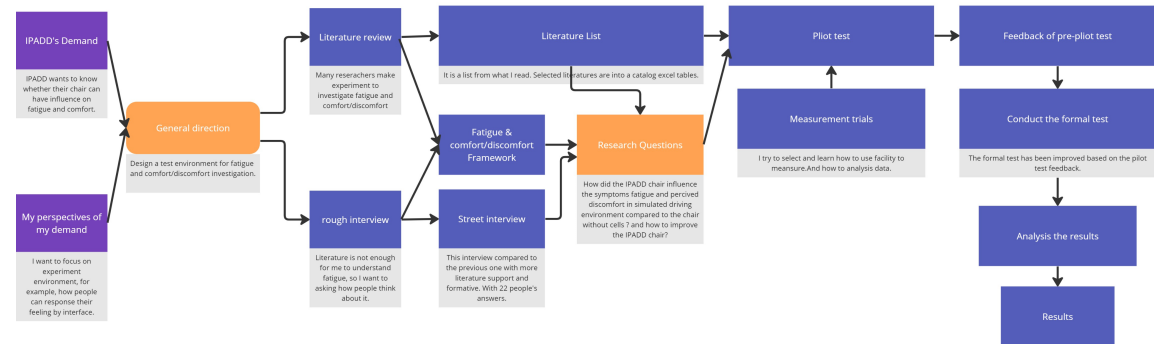 IPADD's Demand
IPADD wants to know
whether their chair can
have influence on
fatigue and comfort.
My perspectives of
my demand
I want to focus on
experiment
environment, for
example, how people
can response their
feeling by interface.
General direction
Design a test environment for fatigue
and comfort/discomfort investigation.
Literature review
Many reserachers make
experiment to
investigate fatigue and
comfort/discomfort
rough interview
Literature is not enough
for me to understand
fatigue, so I want to
asking how people think
about it.
Literature List
It is a list from what I read. Selected literatures are into a catalog excel tables.
Fatigue &
comfort/discomfort
Framework
Street interview
This interview compared to
the previous one with more
literature support and
formative. With 22 people's
answers.
Research Questions
How did the IPADD chair influence
the symptoms fatigue and percived
discomfort in simulated driving
environment compared to the chair
without cells ? and how to improve
the IPADD chair?
Pliot test
Measurement trials
I try to select and learn how to use facility to
meansure.And how to analysis data.
Feedback of pre-pliot test
Conduct the formal test
The formal test has been improved based on the pilot
test feedback.
Analysis the results
Results